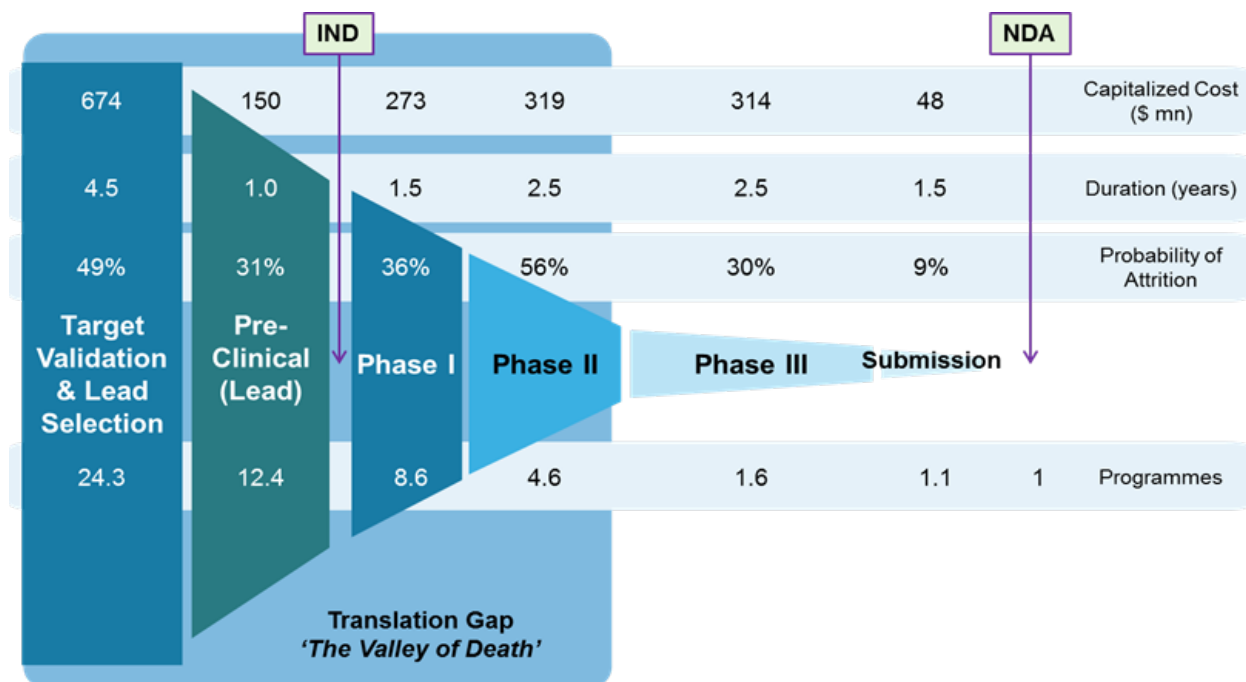 IND
NDA
674 150 273 319 314 48 Capitalized Cost
($ mn)
4.5 1.0 1.5 2.5 2.5 1.5 Duration (years)
49% 31% 36% 56% 30% 9% Probability of
Attrition
Target
Validation
& Lead
Selection
Pre-
Clinical
(Lead)
Phase I
Phase II
Phase III
Submission
24.3 12.4 8.6 4.6 1.6 1.1 1 Programmes
Translation Gap
‘The Valley of Death’